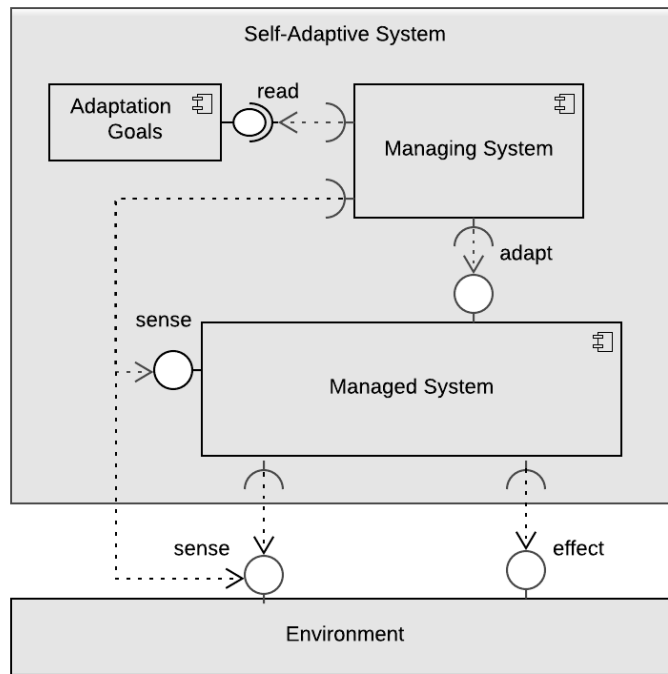 Self-Adaptive System
Adaptation
Goals
read
Managing System
adapt
sense
Managed System
sense
effect
Environment